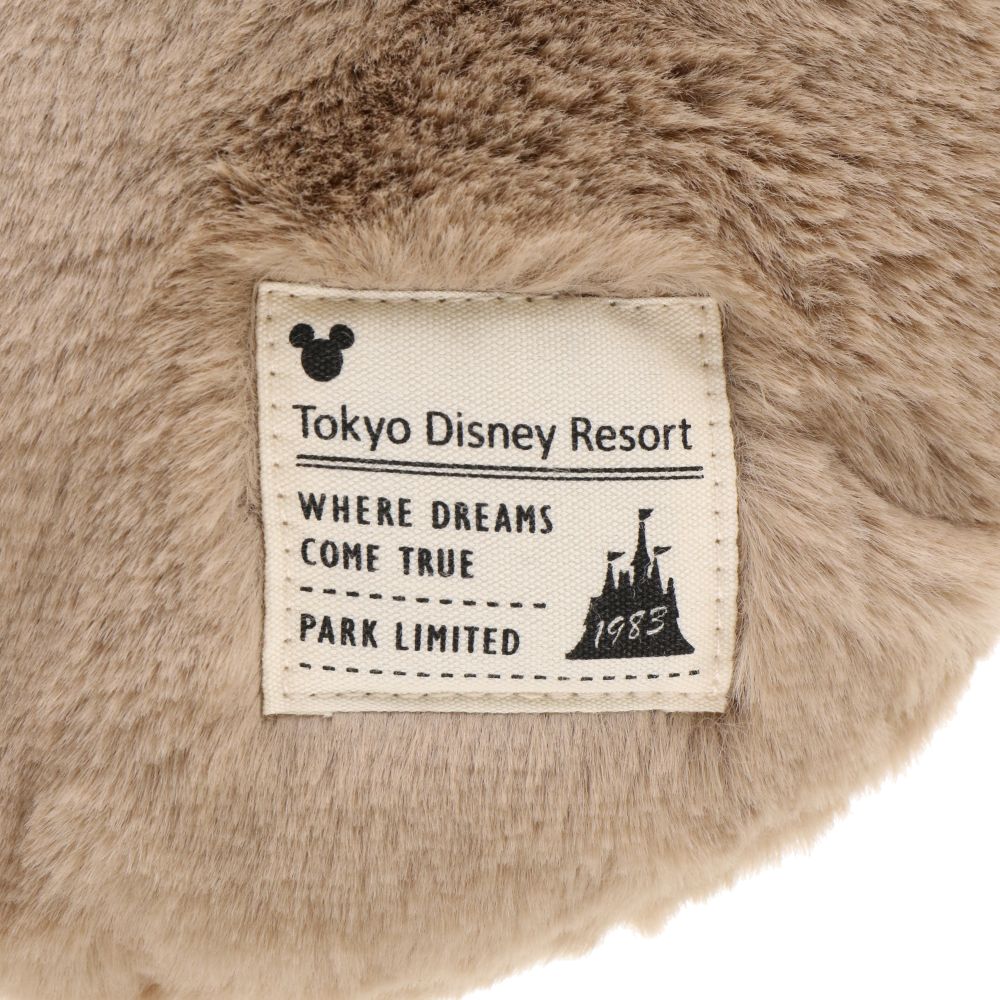 Tokyo Disney Resort
WHERE DREAMS
COME TRUE
PARK LIMITED
1983